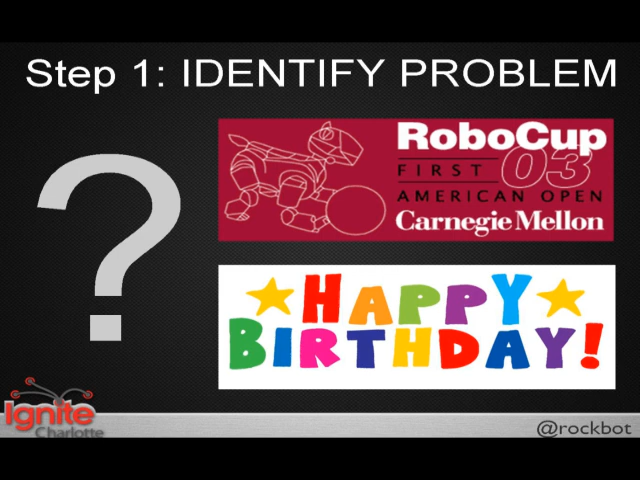 Step 1: IDENTIFY PROBLEM
?
RoboCup
FIRST 03
AMERICAN OPEN
Carnegie Mellon
HAPPY
BIRTHDAY!
Ignite
Charlotte
@rockbot